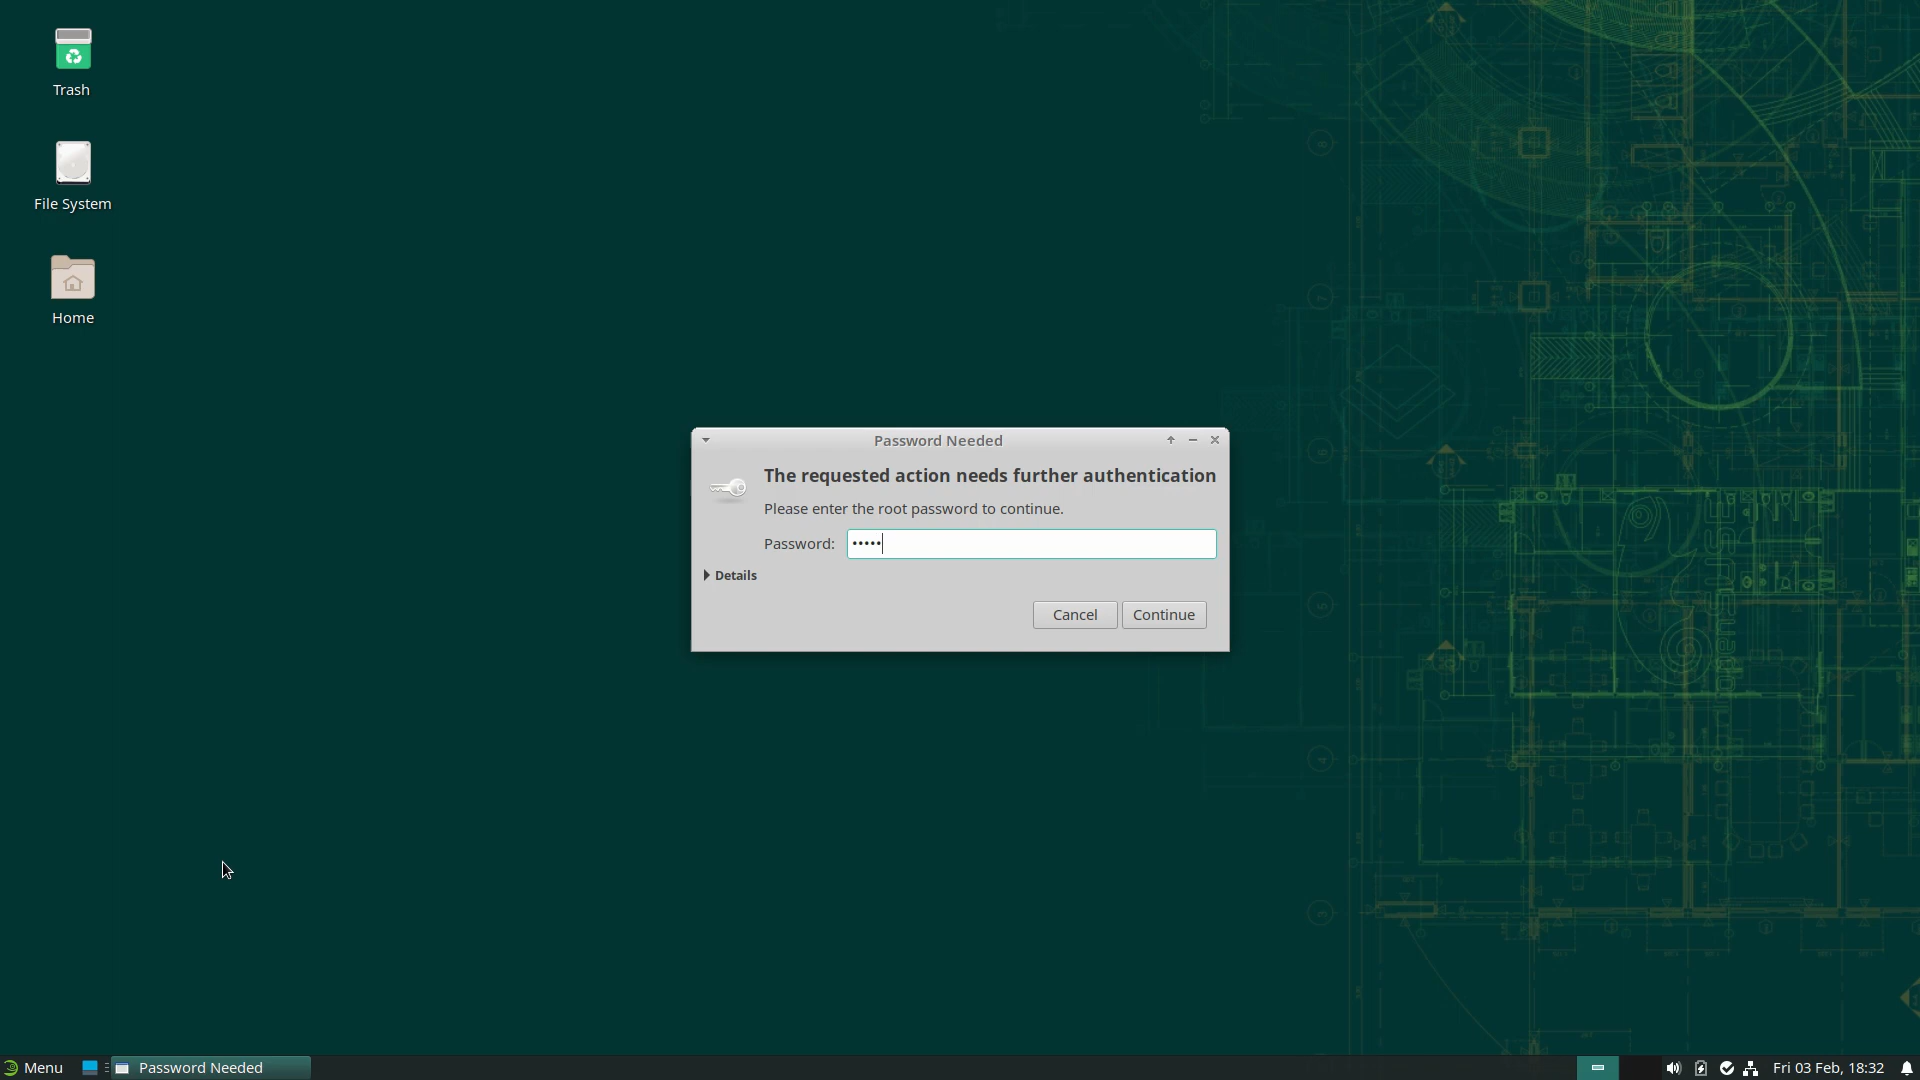 Trash
File System
Home
Password Needed
The requested action needs further authentication
Please enter the root password to continue.
Password: •••••
Details
Cancel
Continue
openSUSE
Menu
Password Needed
Fri 03 Feb, 18:32